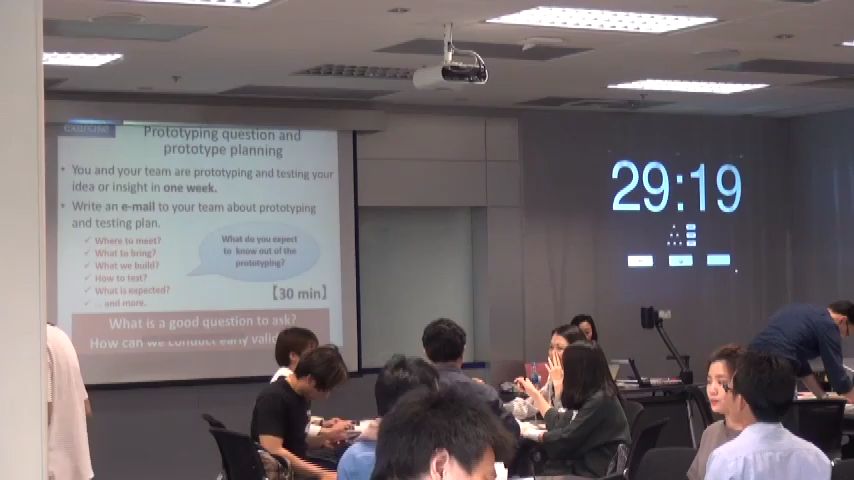 exercise
Prototyping question and
prototype planning
• You and your team are prototyping and testing your
idea or insight in one week.
• Write an e-mail to your team about prototyping
and testing plan.
✓ Where to meet?
✓ What to bring?
✓ What we build?
✓ How to test?
✓ What is expected?
✓ … and more.
What do you expect
to know out of the
prototyping?
【30 min】
What is a good question to ask?
How can we conduct early
29:19